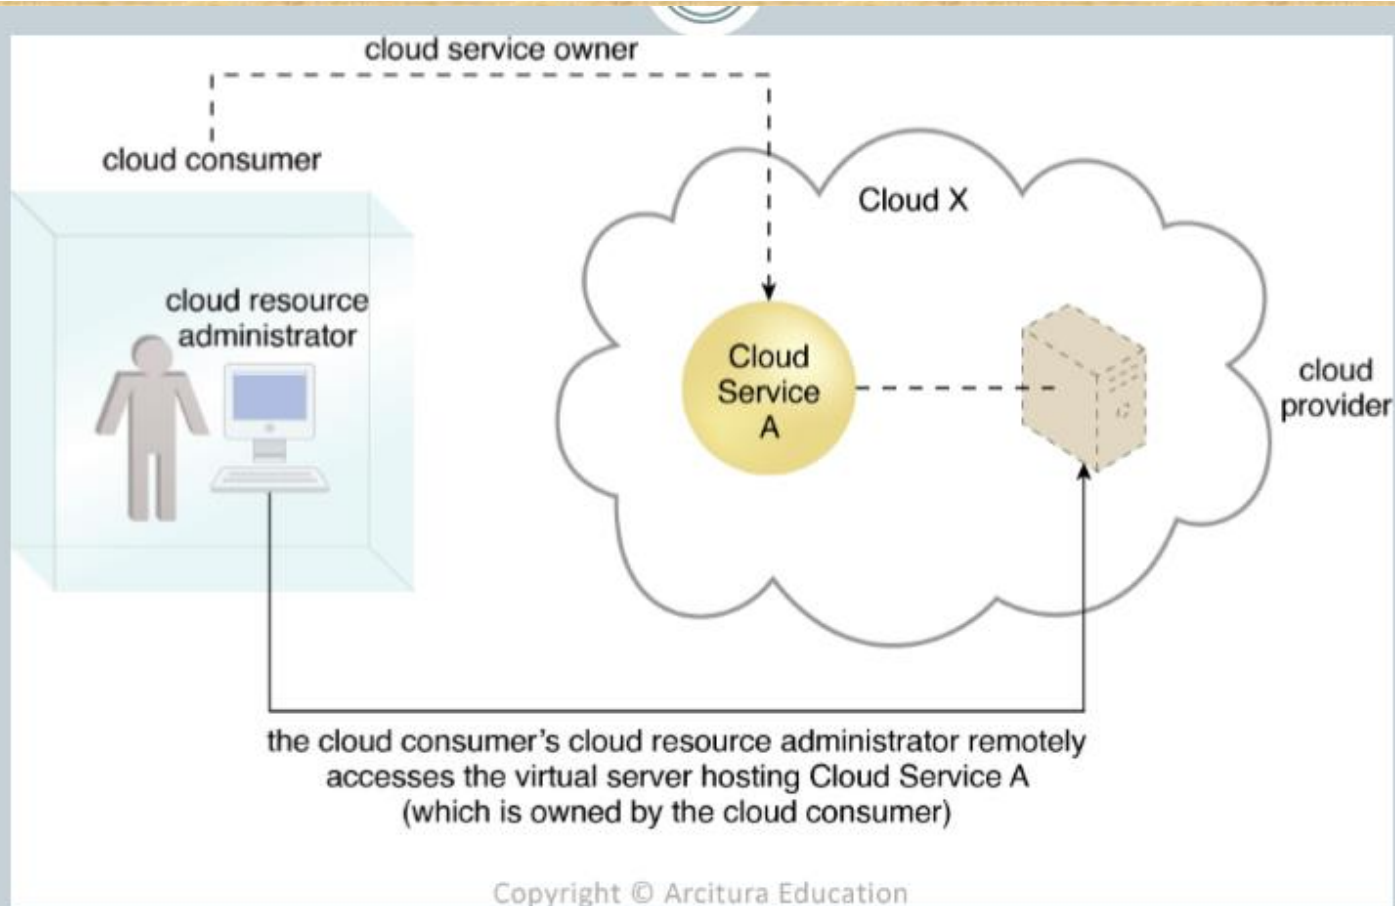 cloud service owner
cloud consumer
Cloud X
cloud resource
administrator
Cloud
Service
A
cloud
provider
the cloud consumer’s cloud resource administrator remotely
accesses the virtual server hosting Cloud Service A
(which is owned by the cloud consumer)
Copyright © Arcitura Education